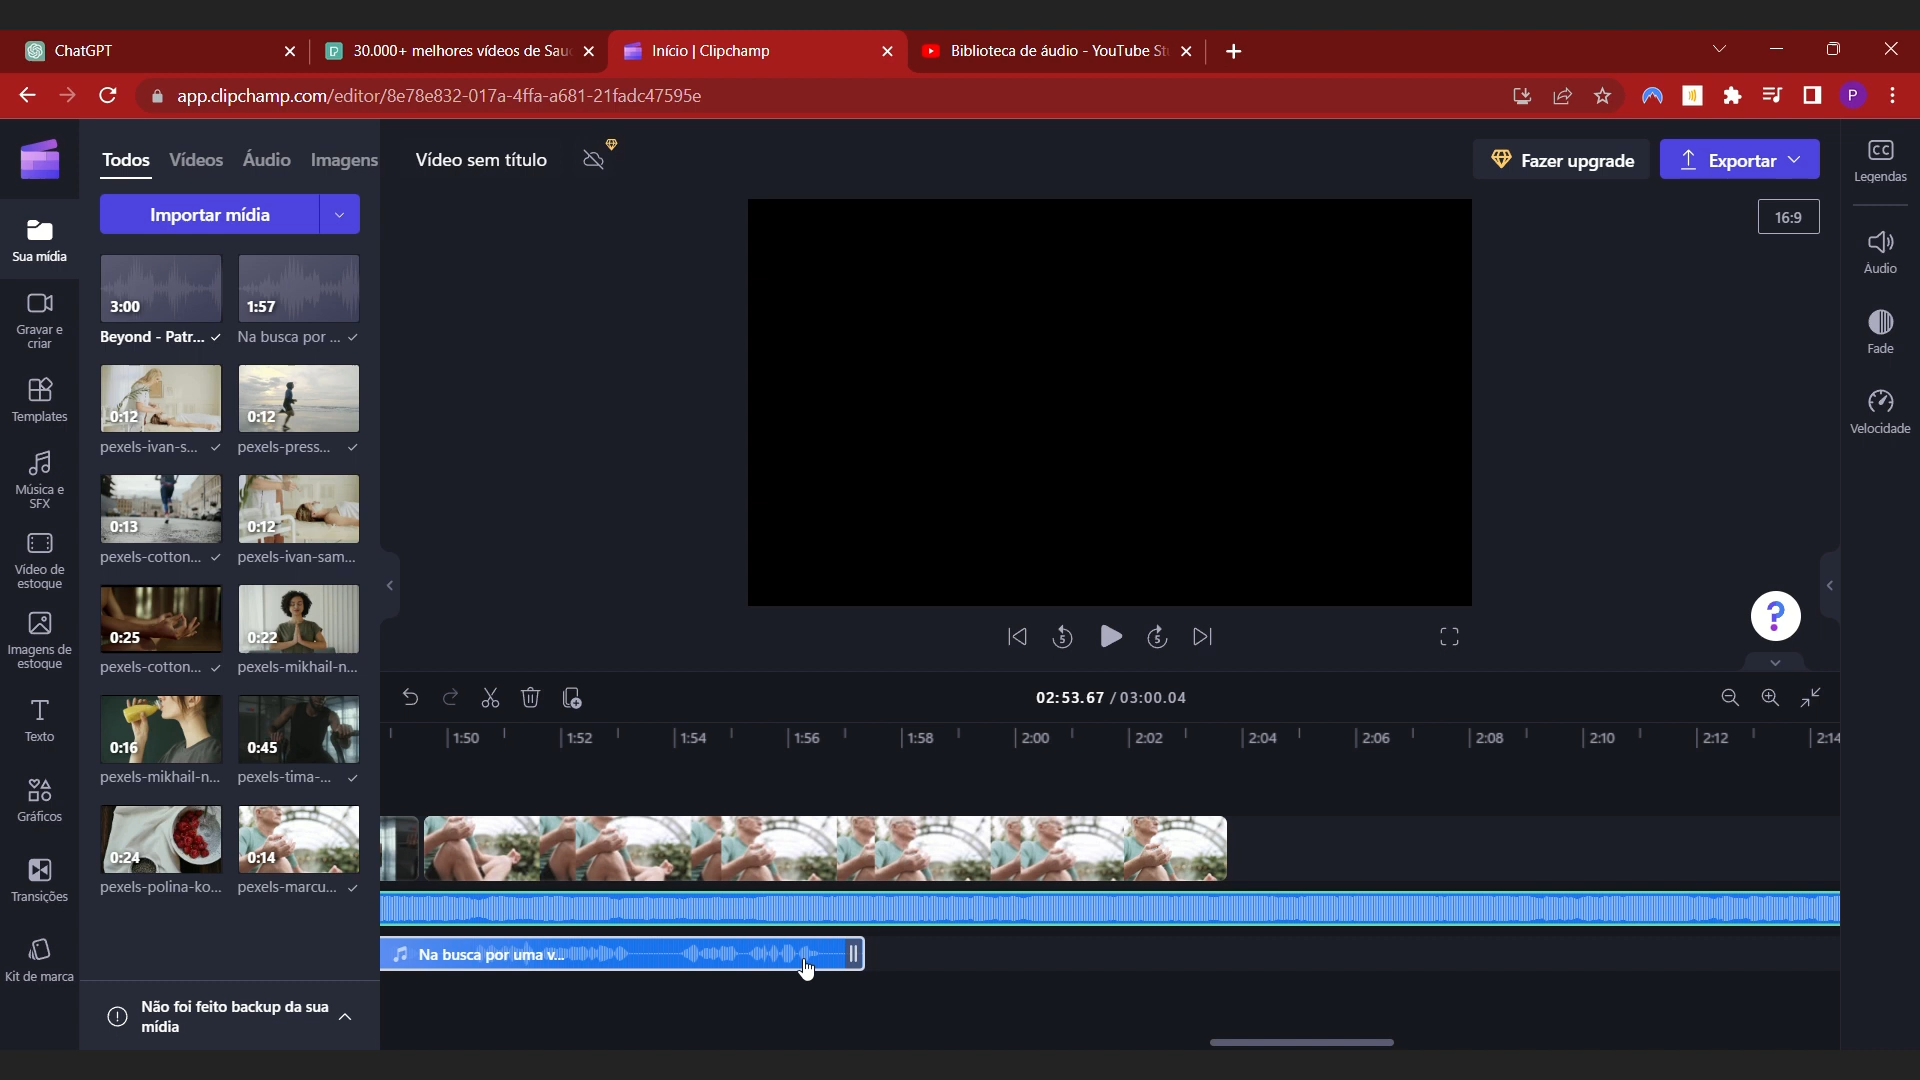 ChatGPT
30.000+ melhores vídeos de Saú
Início | Clipchamp
Biblioteca de áudio - YouTube St
app.clipchamp.com/editor/8e78e832-017a-4ffa-a681-21fadc47595e
P
Todos Vídeos Áudio Imagens
Vídeo sem título
Fazer upgrade
Exportar
CC
Legendas
Importar mídia
16:9
Sua mídia
3:00
1:57
Beyond - Patr...
Na busca por ...
Áudio
Gravar e
criar
Fade
0:12
0:12
pexels-ivan-s...
pexels-press...
Templates
Velocidade
Música e
SFX
0:13
0:12
pexels-cotton...
pexels-ivan-sam...
Vídeo de
estoque
0:25
0:22
pexels-cotton...
pexels-mikhail-n...
Imagens de
estoque
5
5
?
Texto
0:16
0:45
pexels-mikhail-n...
pexels-tima-...
02:53.67 / 03:00.04
1:50 1:52 1:54 1:56 1:58 2:00 2:02 2:04 2:06 2:08 2:10 2:12 2:14
Gráficos
0:24
0:14
pexels-polina-ko...
pexels-marcu...
Transições
Na busca por uma v...
Kit de marca
Não foi feito backup da sua
mídia